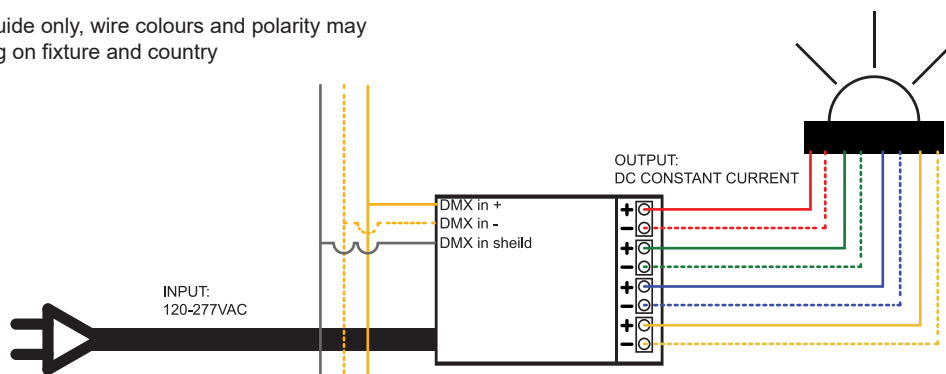 uide only, wire colours and polarity may
g on fixture and country
OUTPUT:
DC CONSTANT CURRENT
DMX in +
DMX in -
DMX in sheild
+
−
+
−
+
−
+
−
INPUT:
120-277VAC